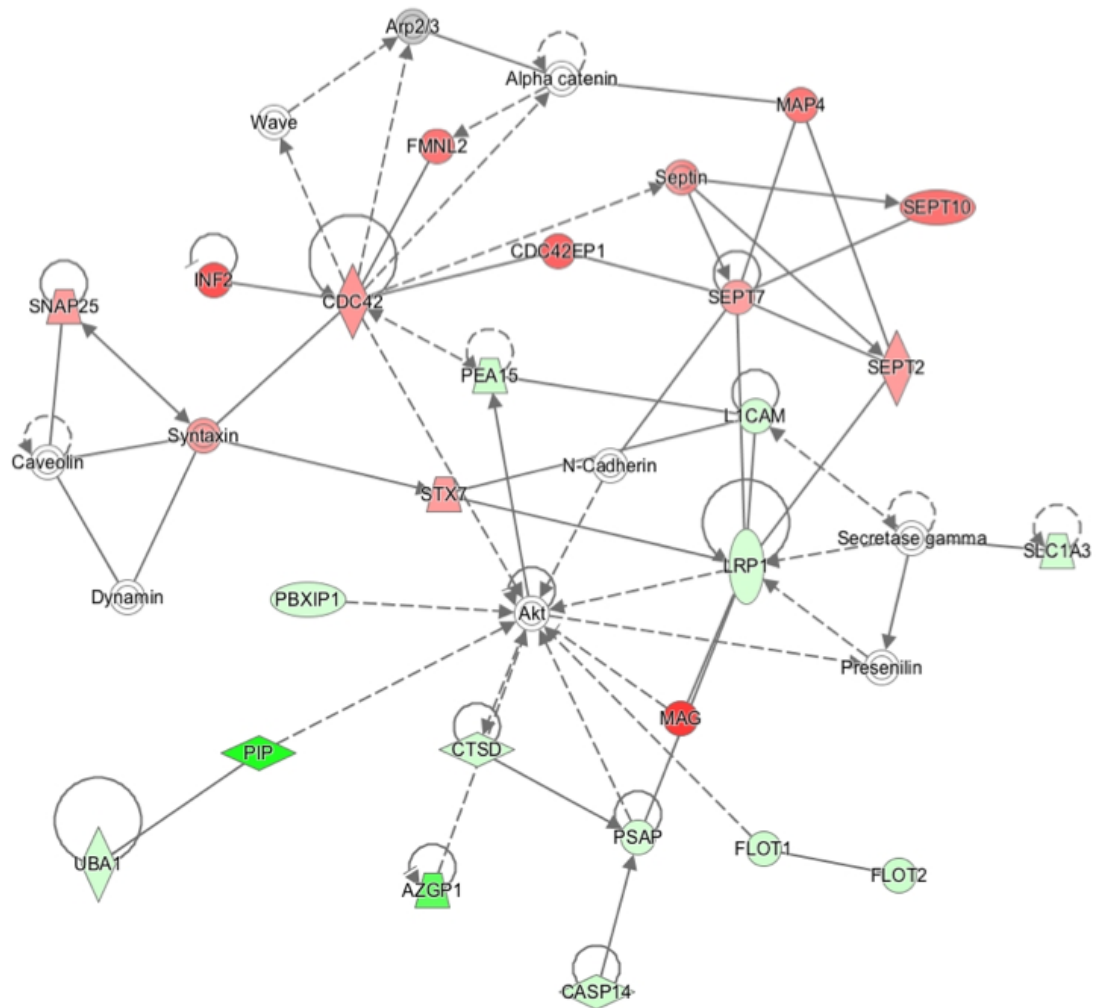 Arp2/3
Alpha catenin
MAP4
Wave
FMNL2
Septin
SEPT10
CDC42EP1
INF2
SNAP25
CDC42
SEPT7
SEPT2
PEA15
L1CAM
Syntaxin
Caveolin
N-Cadherin
STX7
Secretase gamma
SLC1A3
LRP1
Dynamin
PBXIP1
Akt
Presenilin
MAG
PIP
CTSD
PSAP
FLOT1
UBA1
FLOT2
AZGP1
CASP14